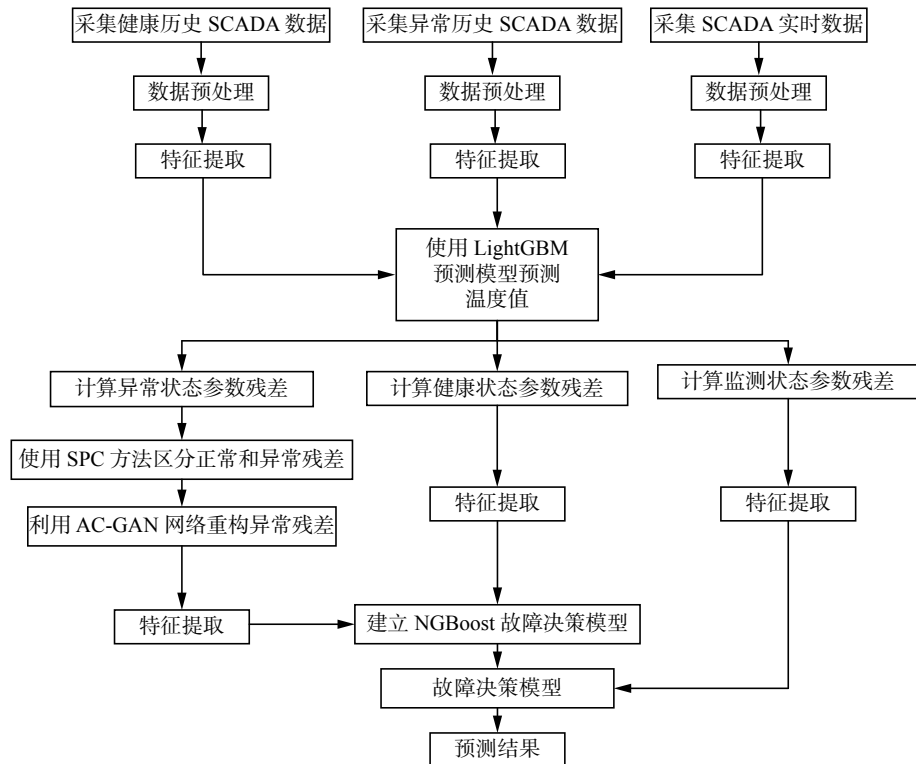 采集健康历史 SCADA 数据
采集异常历史 SCADA 数据
采集 SCADA 实时数据
数据预处理
数据预处理
数据预处理
特征提取
特征提取
特征提取
使用 LightGBM
预测模型预测
温度值
计算异常状态参数残差
计算健康状态参数残差
计算监测状态参数残差
使用 SPC 方法区分正常和异常残差
利用 AC-GAN 网络重构异常残差
特征提取
特征提取
特征提取
建立 NGBoost 故障决策模型
故障决策模型
预测结果